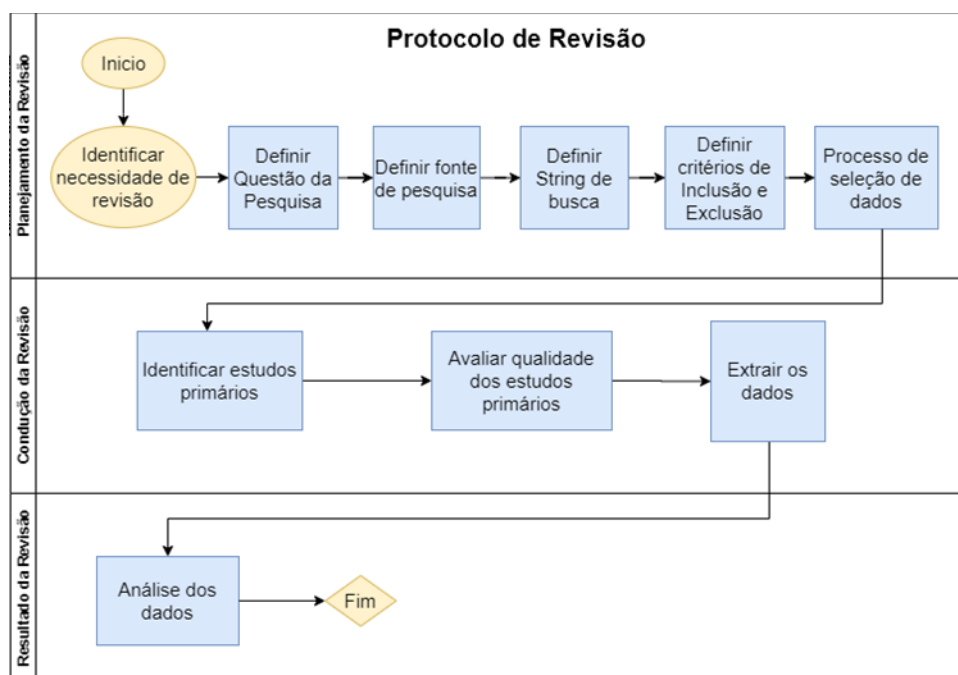 Protocolo de Revisão
Planejamento da Revisão
Inicio
Identificar
necessidade de
revisão
Definir
Questão da
Pesquisa
Definir fonte
de pesquisa
Definir
String de
busca
Definir
critérios de
Inclusão e
Exclusão
Processo de
seleção de
dados
Condução da Revisão
Identificar estudos
primários
Avaliar qualidade
dos estudos
primários
Extrair os
dados
Resultado da Revisão
Análise dos
dados
Fim